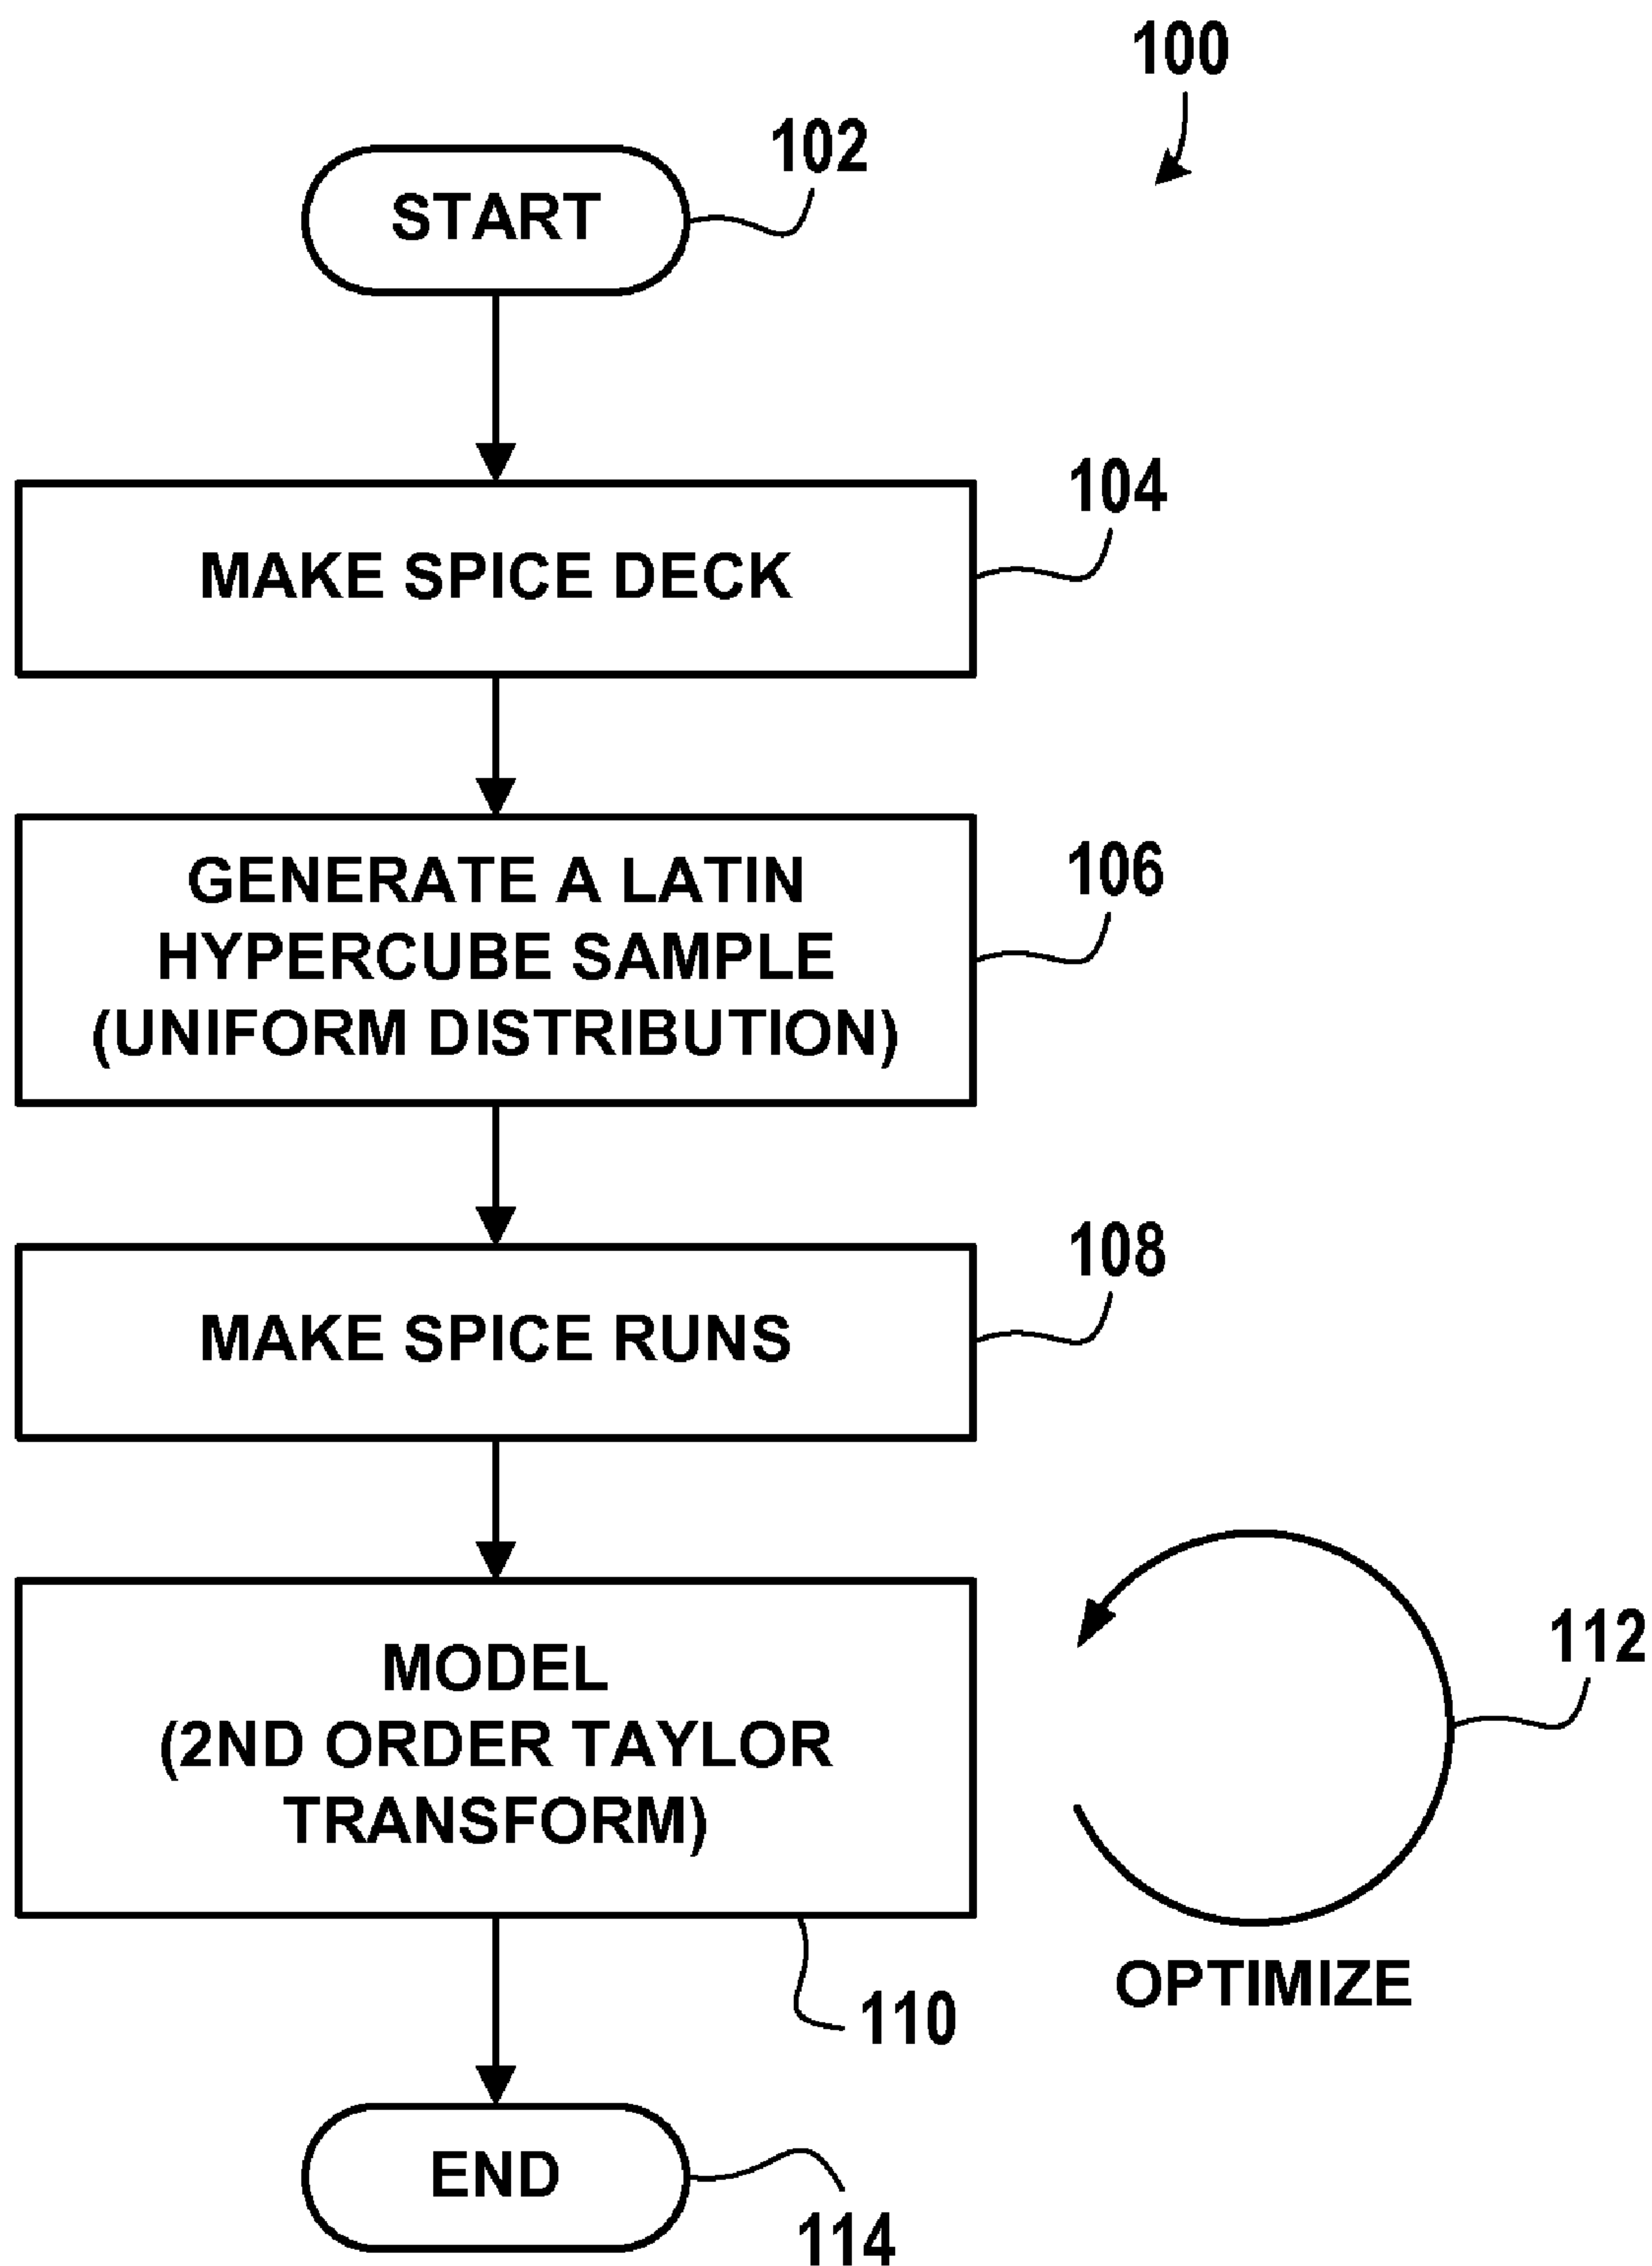 100
102
START
104
MAKE SPICE DECK
106
GENERATE A LATIN
HYPERCUBE SAMPLE
(UNIFORM DISTRIBUTION)
108
MAKE SPICE RUNS
112
MODEL
(2ND ORDER TAYLOR
TRANSFORM)
OPTIMIZE
110
END
114